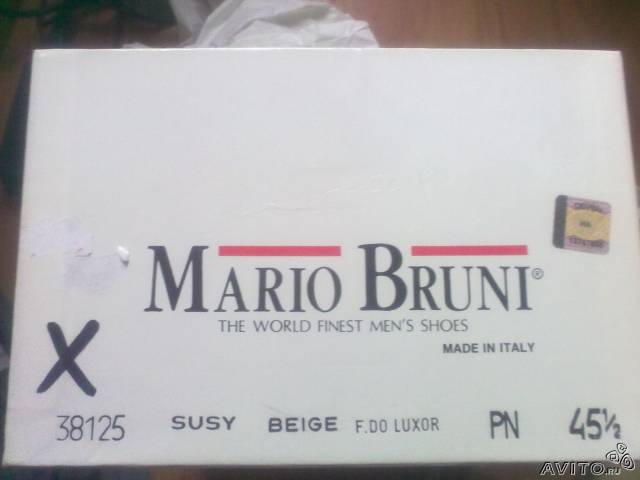 MARIO BRUNI®
THE WORLD FINEST MEN'S SHOES
MADE IN ITALY
X
38125 SUSY BEIGE F.DO LUXOR PN 45½
AVITO.ru